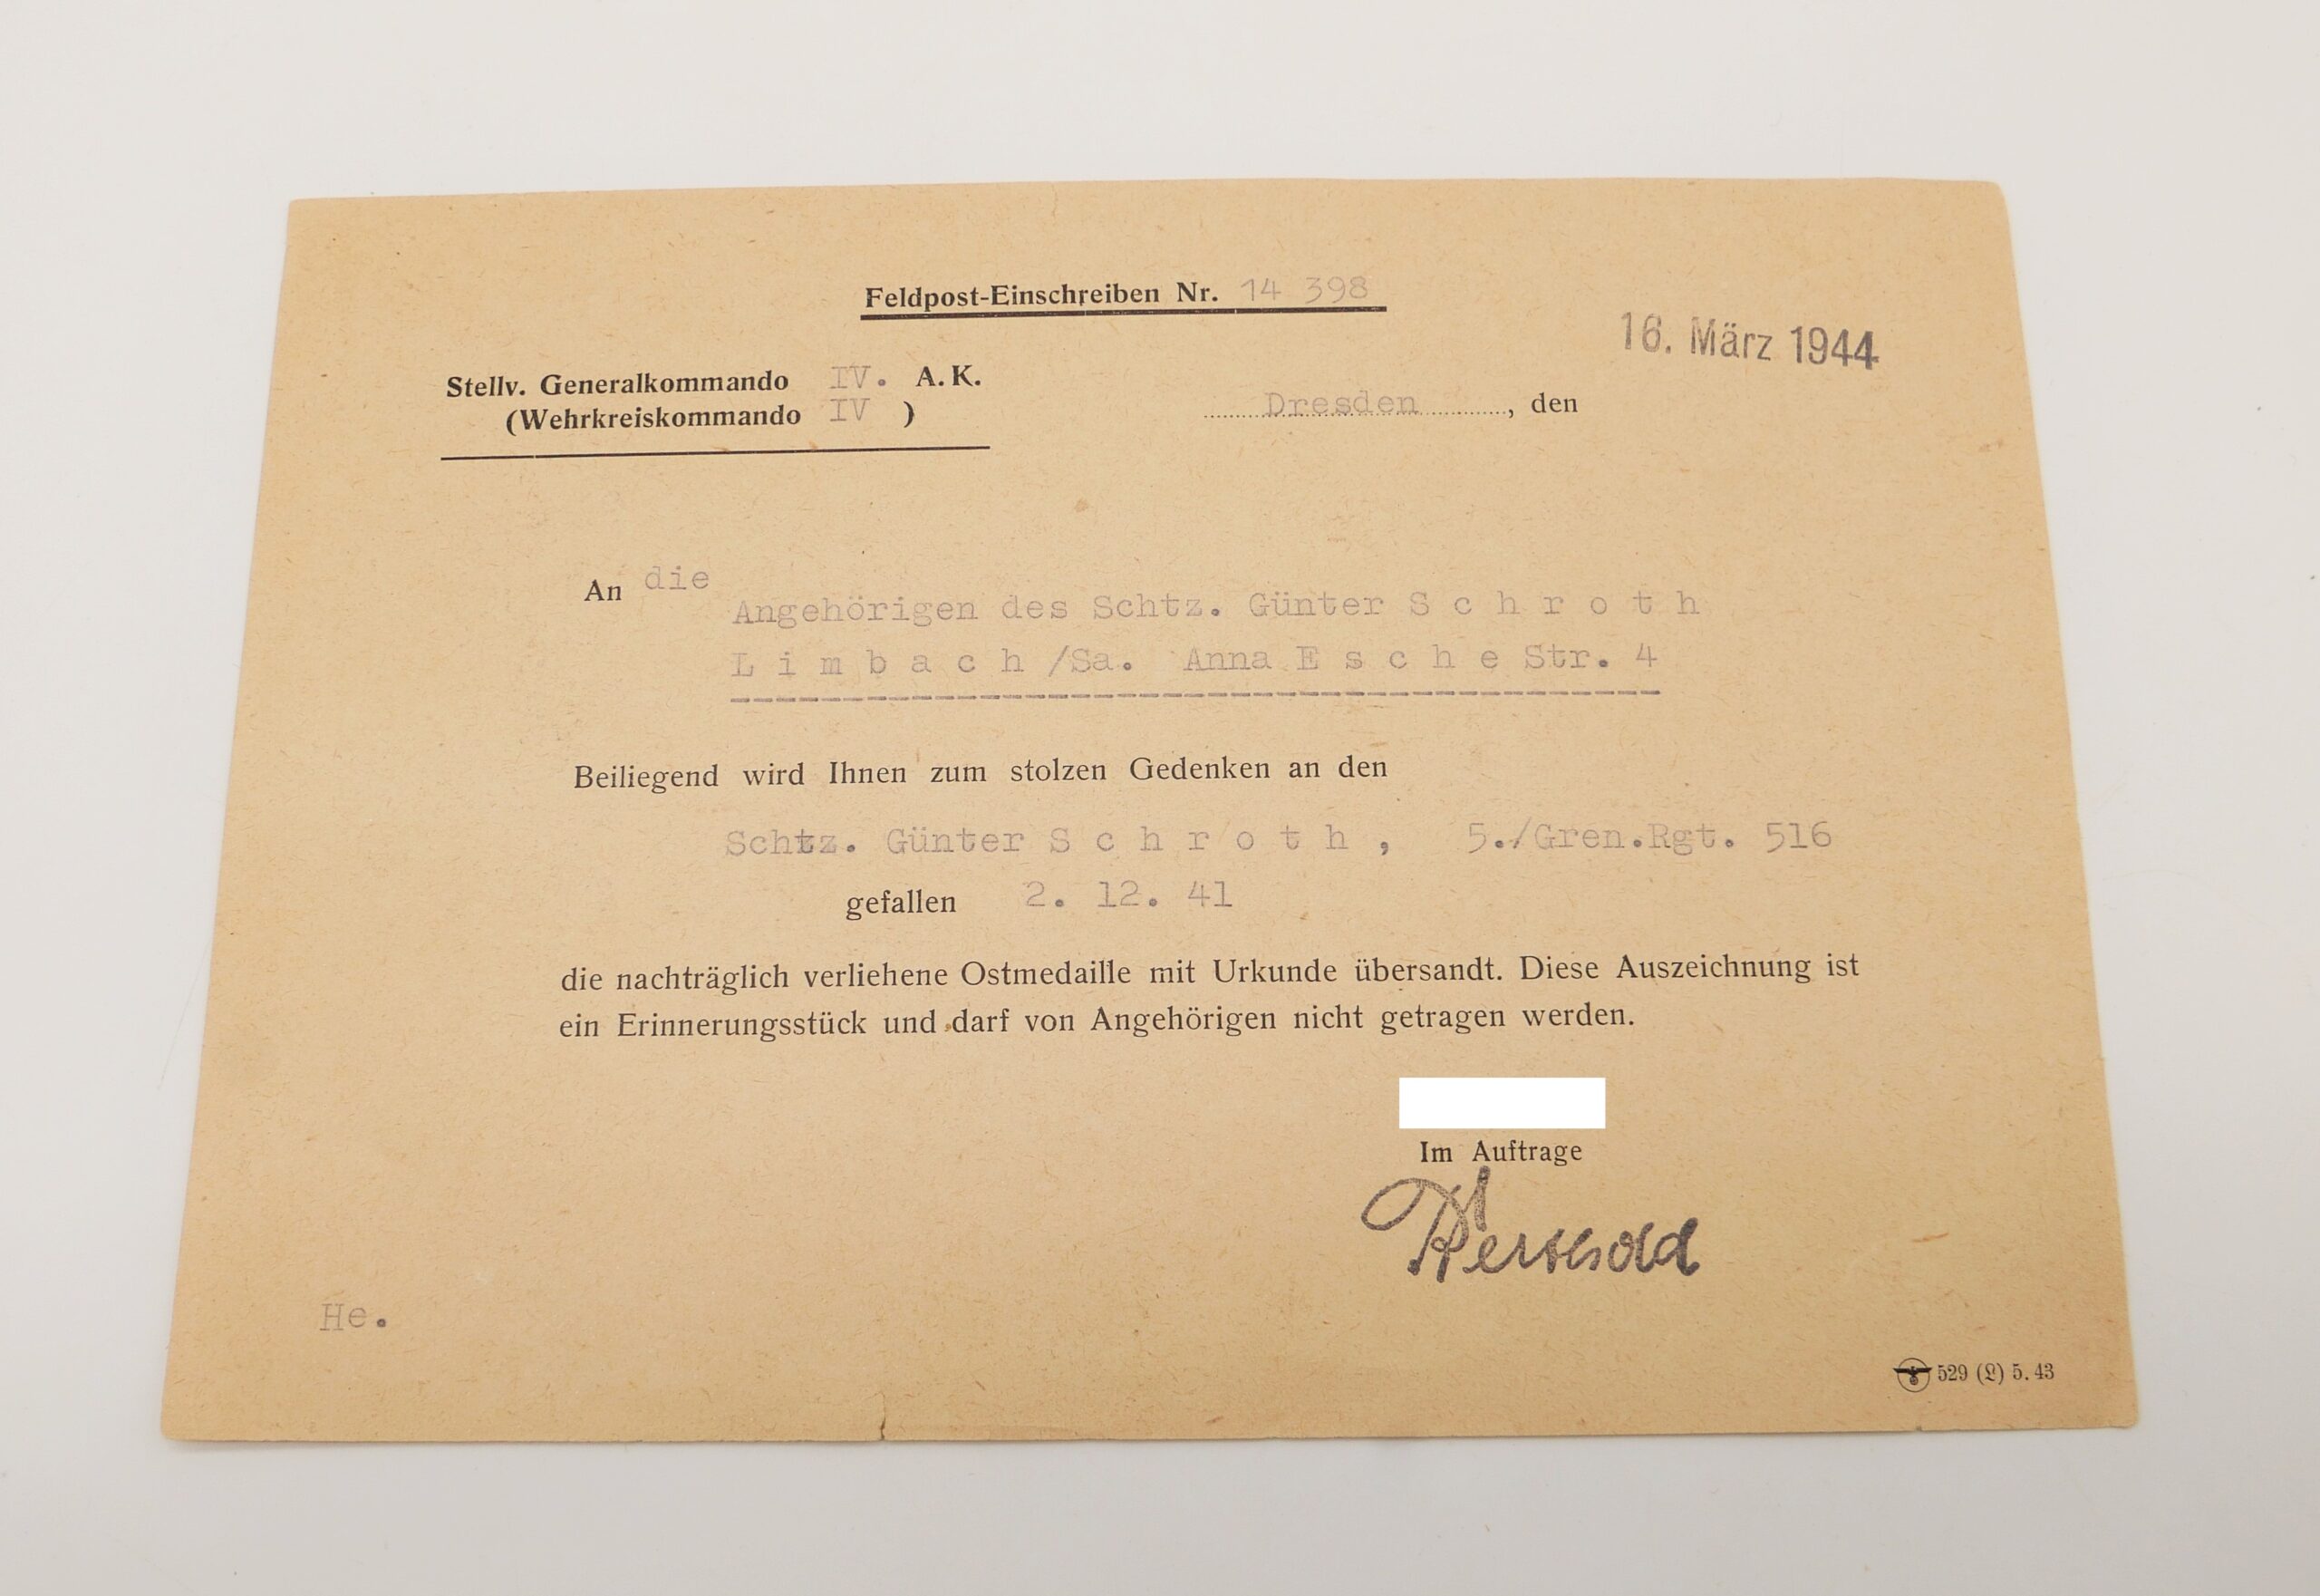 Feldpost-Einschreiben Nr. 14 398
16. März 1944
Stellv. Generalkommando IV. A.K.
(Wehrkreiskommando IV )
Dresden, den
An die
Angehörigen des Schtz. Günter S c h r o t h
L i m b a c h /Sa. Anna E s c h e Str. 4
Beiliegend wird Ihnen zum stolzen Gedenken an den
Schtz. Günter S c h r o t h , 5./Gren.Rgt. 516
gefallen 2. 12. 41
die nachträglich verliehene Ostmedaille mit Urkunde übersandt. Diese Auszeichnung ist
ein Erinnerungsstück und darf von Angehörigen nicht getragen werden.
Im Auftrage
He.
529 (L) 5. 43